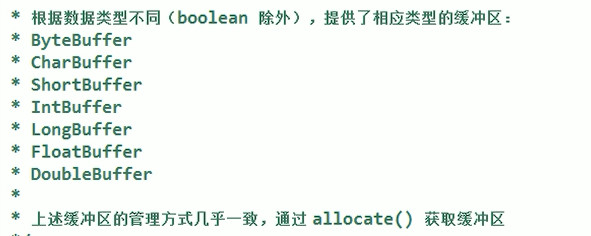 * 根据数据类型不同（boolean 除外），提供了相应类型的缓冲区：
* ByteBuffer
* CharBuffer
* ShortBuffer
* IntBuffer
* LongBuffer
* FloatBuffer
* DoubleBuffer
*
* 上述缓冲区的管理方式几乎一致，通过 allocate() 获取缓冲区